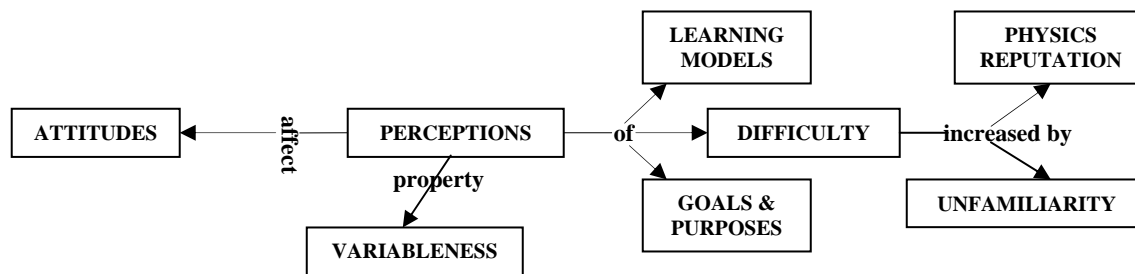 LEARNING
MODELS
PHYSICS
REPUTATION
ATTITUDES
affect
PERCEPTIONS
of
DIFFICULTY
increased by
property
GOALS &
PURPOSES
UNFAMILIARITY
VARIABLENESS